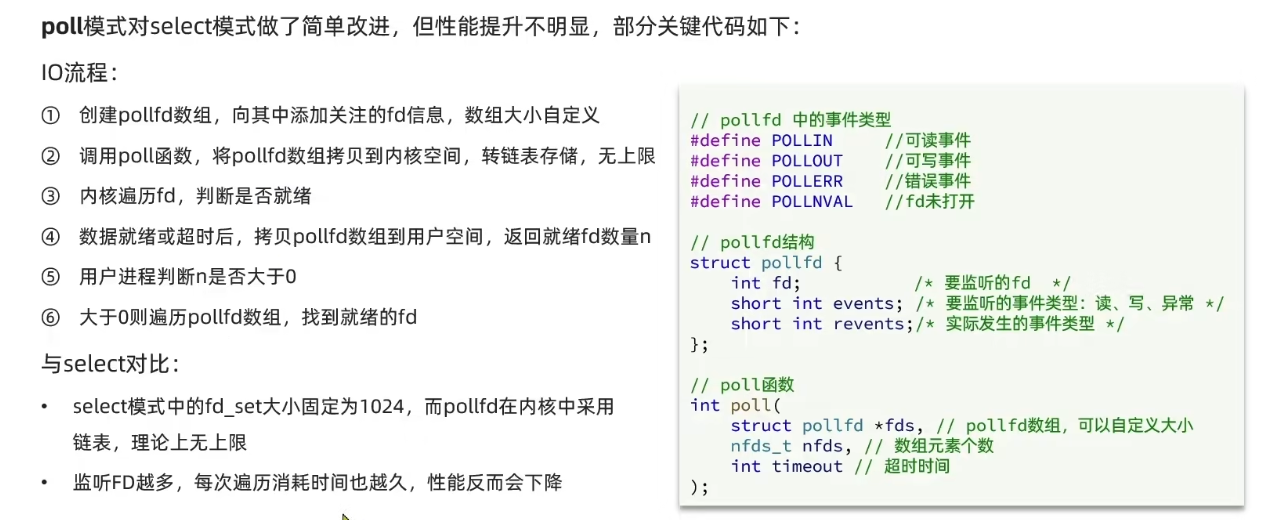 poll模式对select模式做了简单改进，但性能提升不明显，部分关键代码如下：
IO流程：
① 创建pollfd数组，向其中添加关注的fd信息，数组大小自定义
② 调用poll函数，将pollfd数组拷贝到内核空间，转链表存储，无上限
③ 内核遍历fd，判断是否就绪
④ 数据就绪或超时后，拷贝pollfd数组到用户空间，返回就绪fd数量n
⑤ 用户进程判断n是否大于0
⑥ 大于0则遍历pollfd数组，找到就绪的fd
与select对比：
• select模式中的fd_set大小固定为1024，而pollfd在内核中采用
链表，理论上无上限
• 监听FD越多，每次遍历消耗时间也越久，性能反而会下降
// pollfd 中的事件类型
#define POLLIN //可读事件
#define POLLOUT //可写事件
#define POLLERR //错误事件
#define POLLNVAL //fd未打开
// pollfd结构
struct pollfd {
int fd; /* 要监听的fd */
short int events; /* 要监听的事件类型：读、写、异常 */
short int revents;/* 实际发生的事件类型 */
};
// poll函数
int poll(
struct pollfd *fds, // pollfd数组，可以自定义大小
nfds_t nfds, // 数组元素个数
int timeout // 超时时间
);